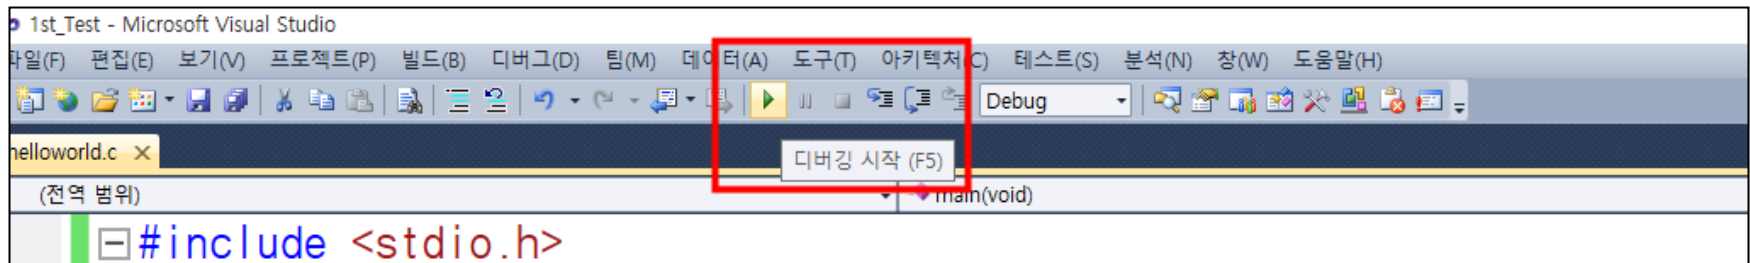 1st_Test - Microsoft Visual Studio
파일(F) 편집(E) 보기(V) 프로젝트(P) 빌드(B) 디버그(D) 팀(M) 데이터(A) 도구(T) 아키텍처(C) 테스트(S) 분석(N) 창(W) 도움말(H)
Debug
helloworld.c
디버깅 시작 (F5)
(전역 범위) main(void)
#include <stdio.h>